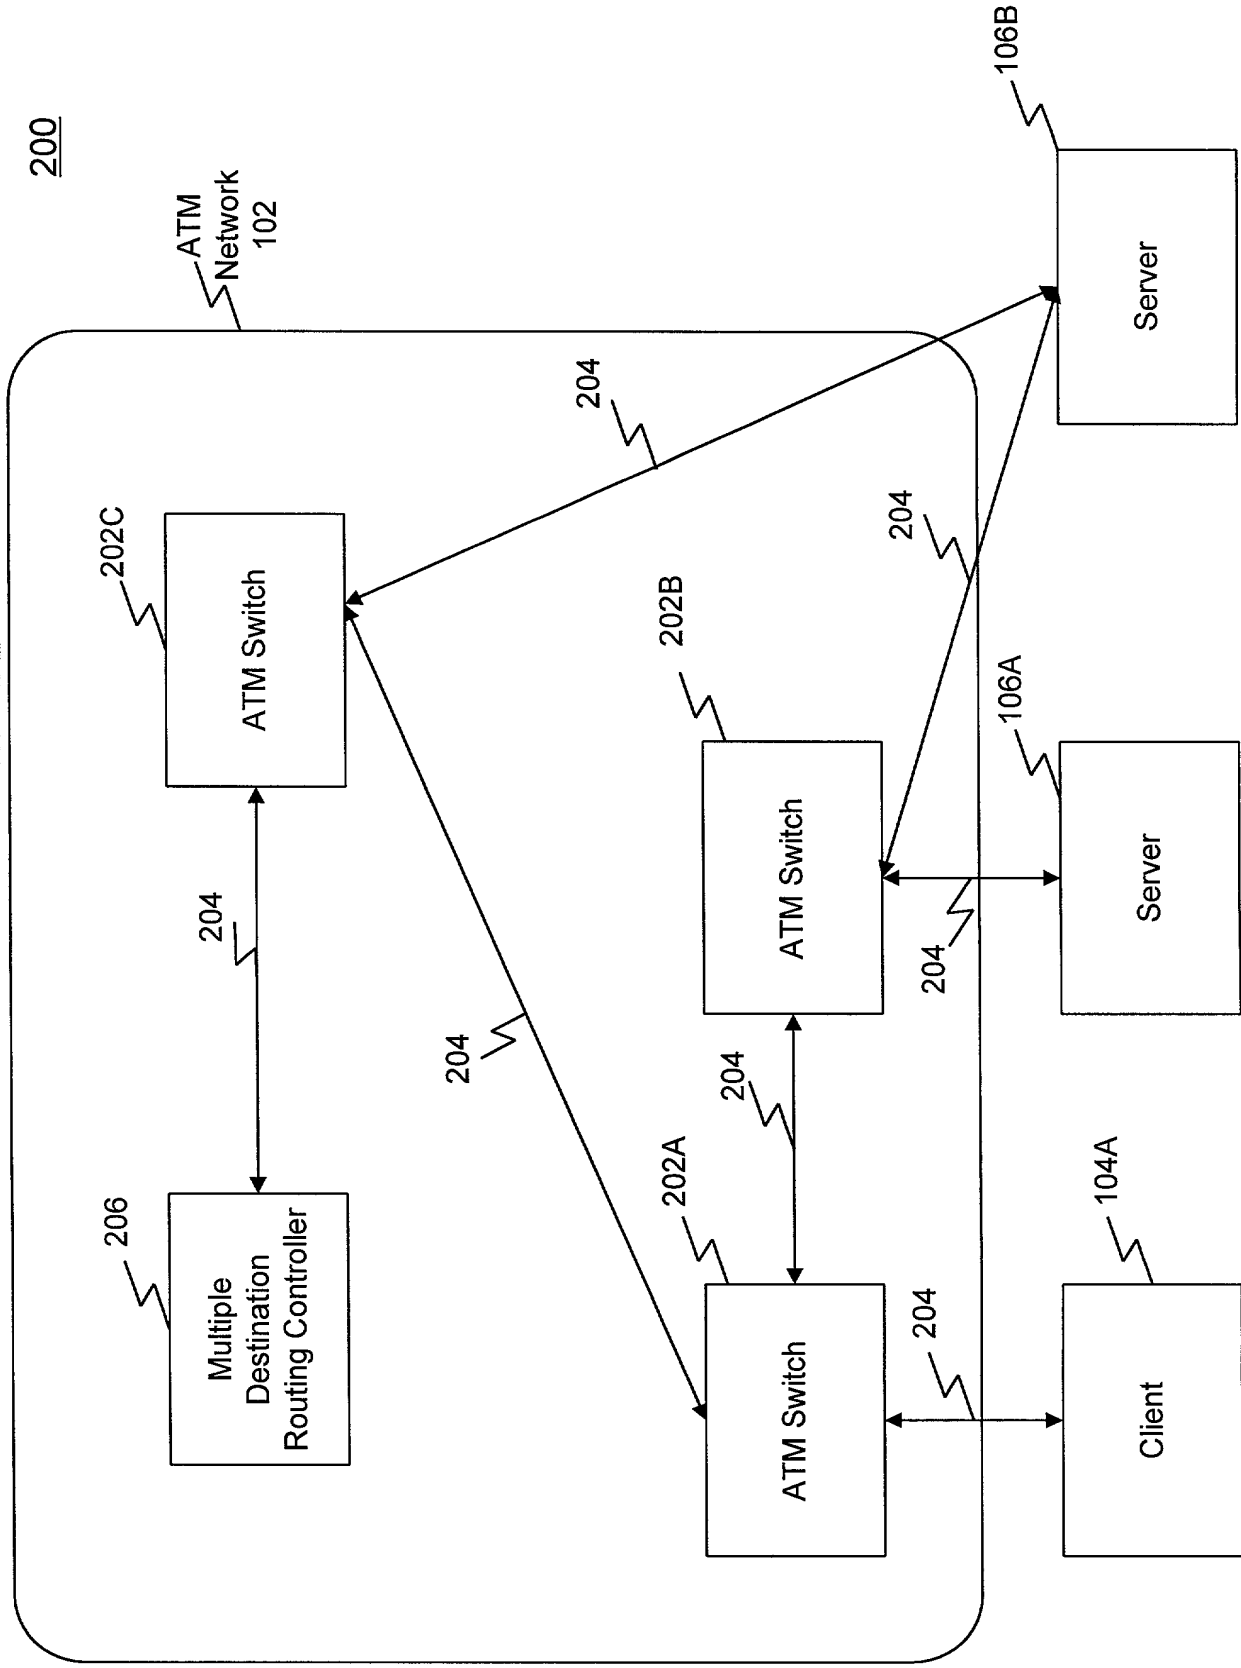 200
ATM
Network
102
206
Multiple
Destination
Routing Controller
204
202C
ATM Switch
204
204
202A
ATM Switch
204
202B
ATM Switch
204
204
204
104A
Client
106A
Server
106B
Server